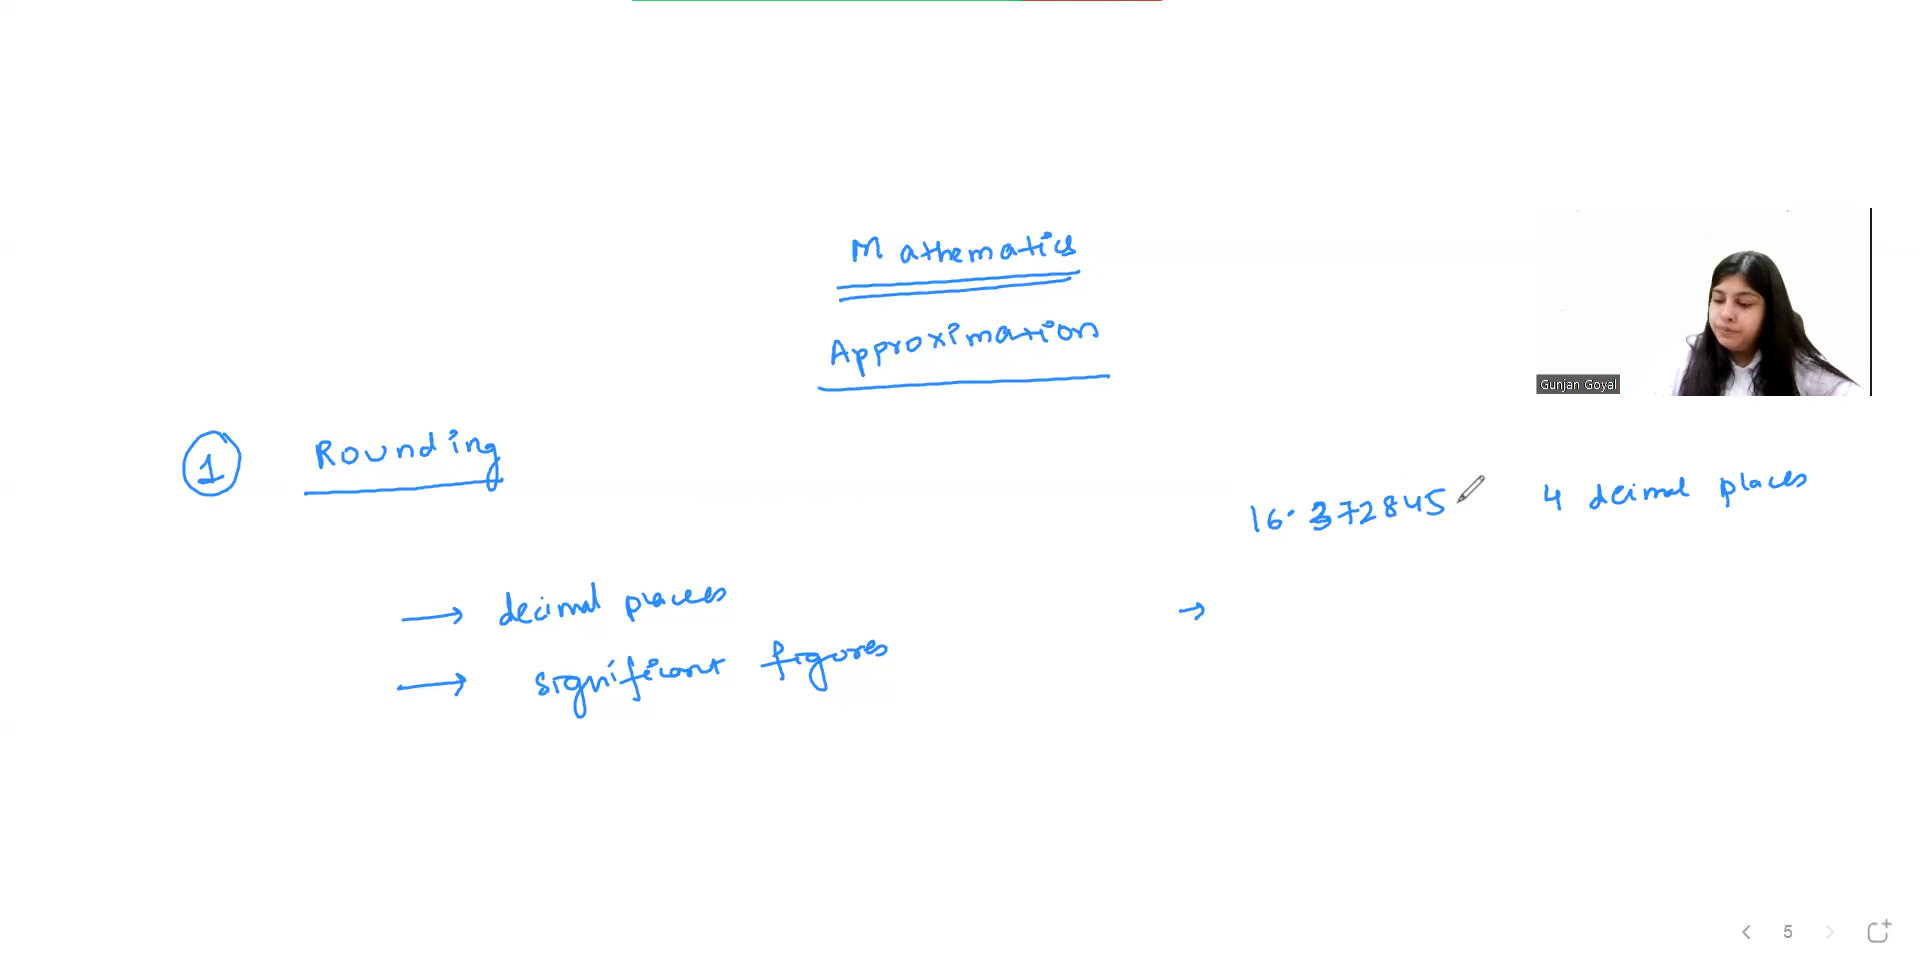 Mathematics
Approximation
Gunjan Goyal
1 Rounding
16.372845 4 decimal places
→ decimal places
→
→ significant figures
5